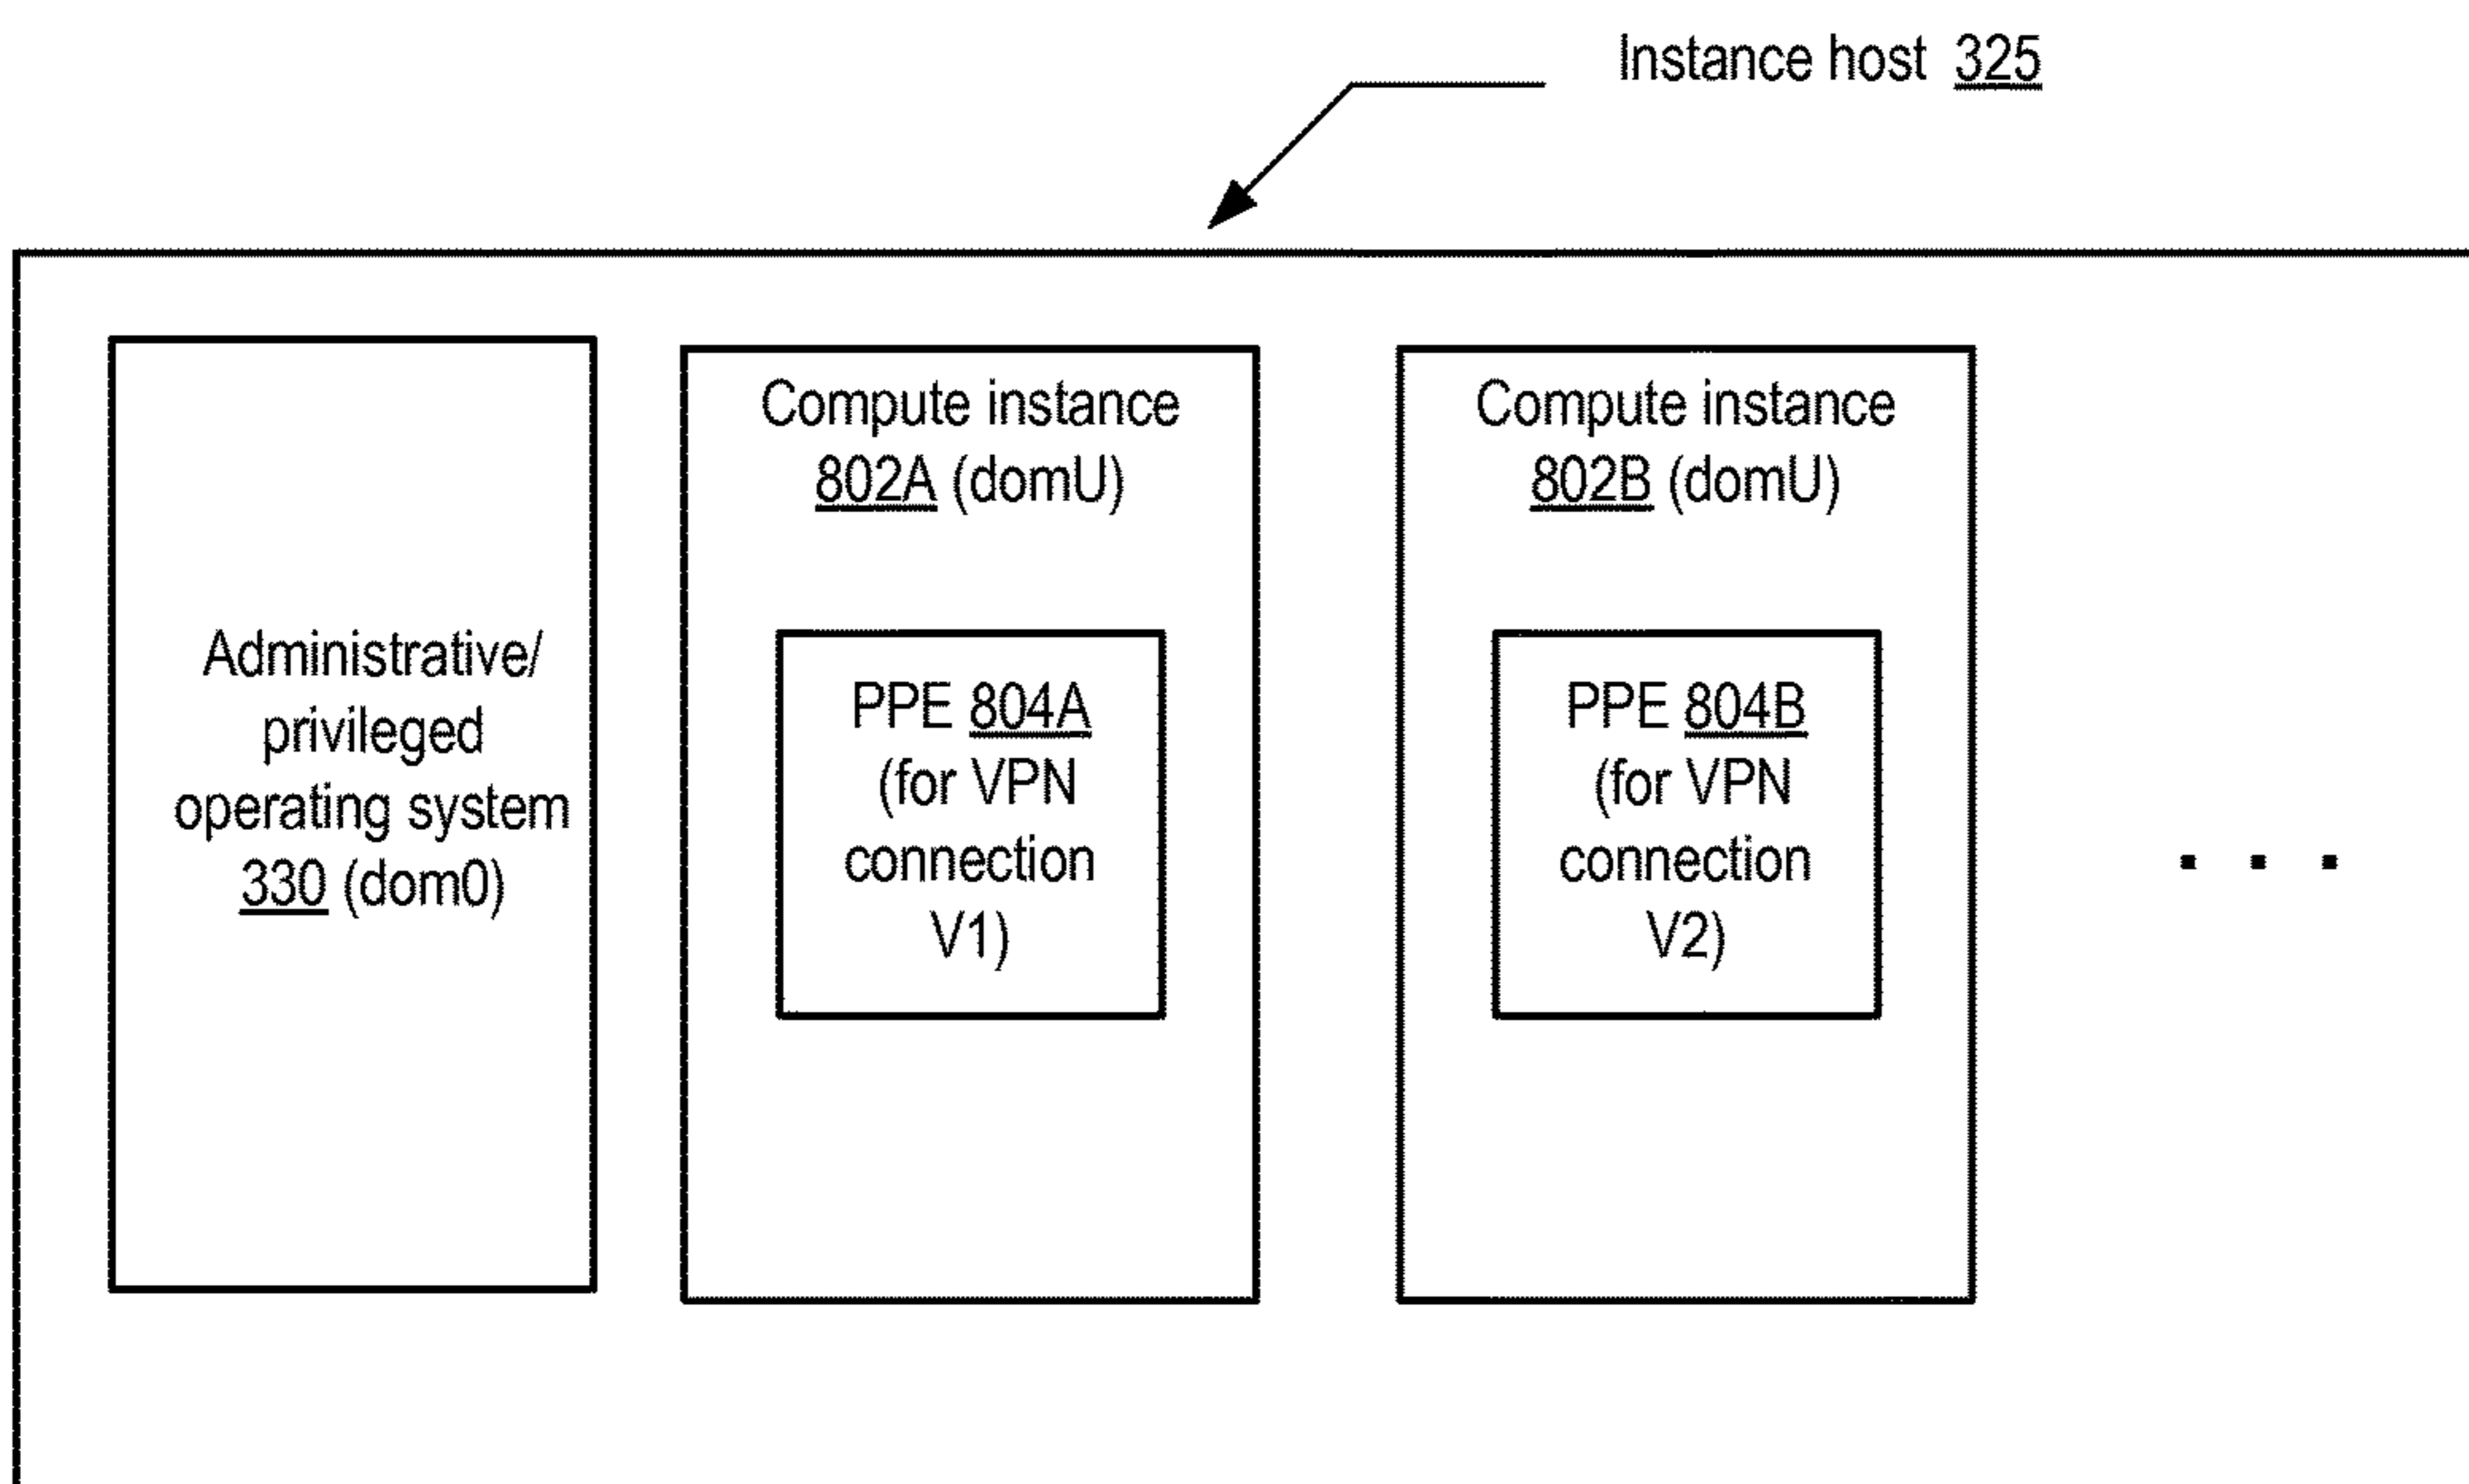 Instance host 325
Administrative/
privileged
operating system
330 (dom0)
Compute instance
802A (domU)
PPE 804A
(for VPN
connection
V1)
Compute instance
802B (domU)
PPE 804B
(for VPN
connection
V2)
. . .